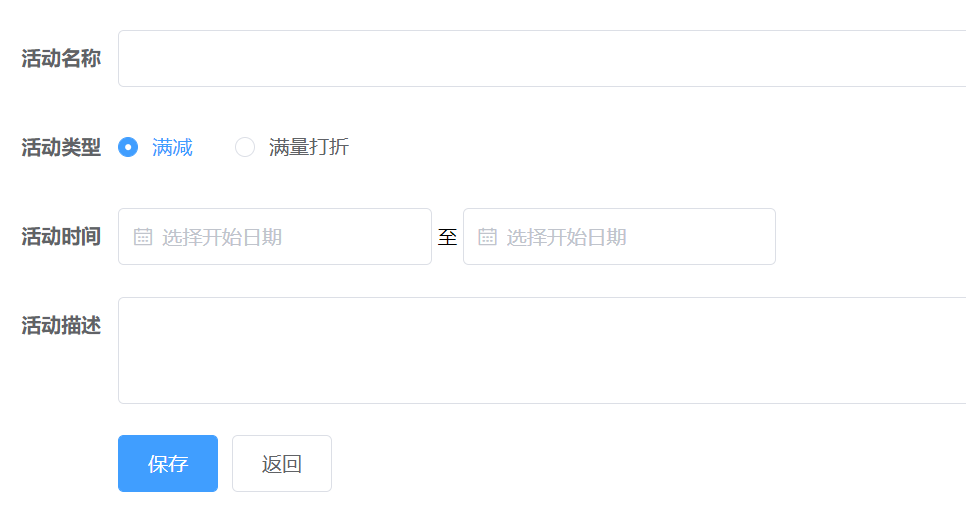 活动名称
活动类型 满减 满量打折
活动时间 选择开始日期 至 选择开始日期
活动描述
保存 返回